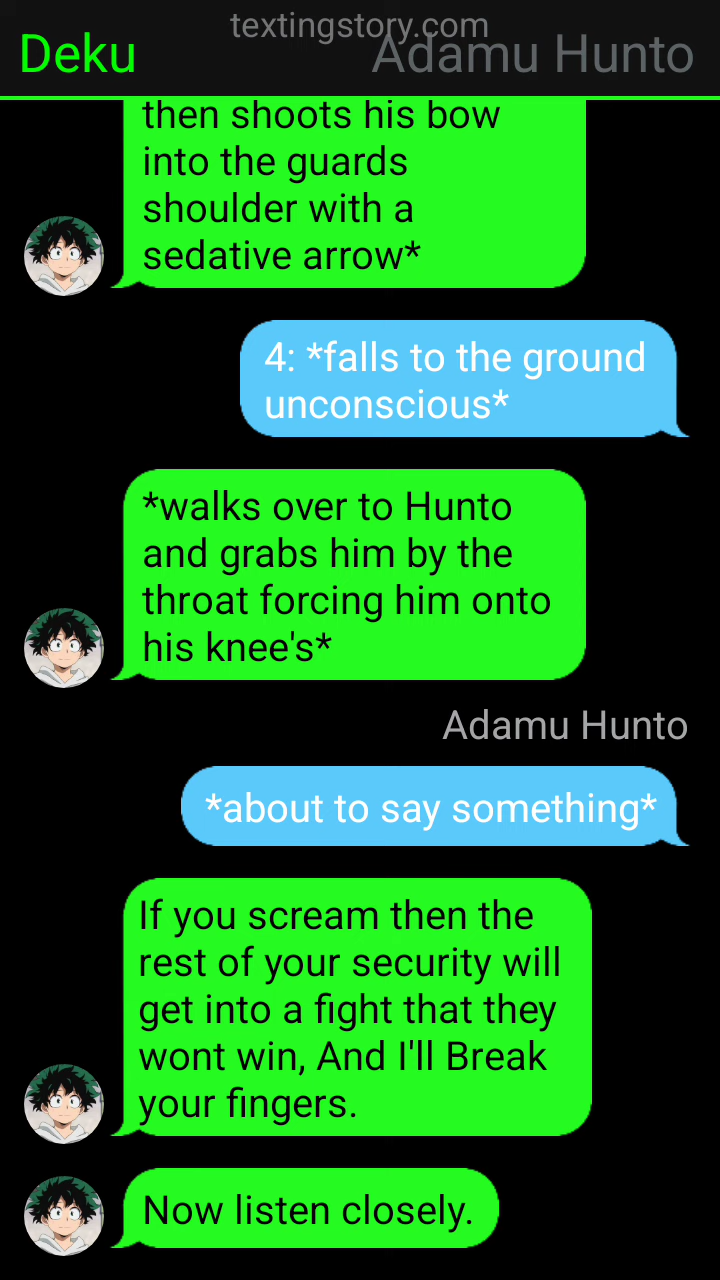 textingstory.com
Deku
Adamu Hunto
then shoots his bow
into the guards
shoulder with a
sedative arrow*
4: *falls to the ground
unconscious*
*walks over to Hunto
and grabs him by the
throat forcing him onto
his knee's*
Adamu Hunto
*about to say something*
If you scream then the
rest of your security will
get into a fight that they
wont win, And I'll Break
your fingers.
Now listen closely.